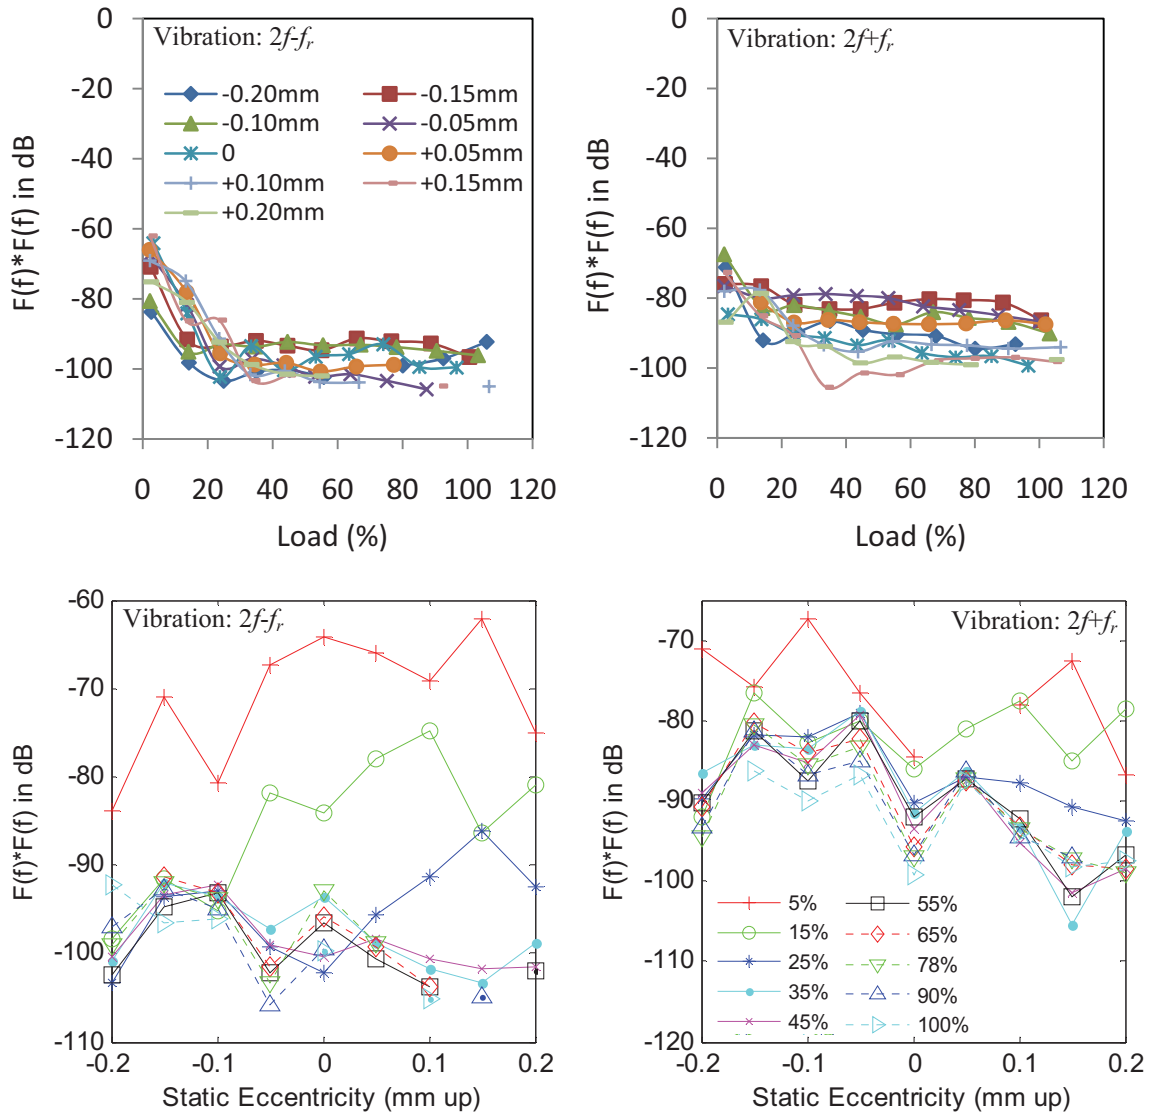 Vibration: 2f-fr
F(f)*F(f) in dB
0
-20
-40
-60
-80
-100
-120
-0.20mm
-0.15mm
-0.10mm
-0.05mm
0
+0.05mm
+0.10mm
+0.15mm
+0.20mm
0 20 40 60 80 100 120
Load (%)
Vibration: 2f+fr
F(f)*F(f) in dB
0
-20
-40
-60
-80
-100
-120
0 20 40 60 80 100 120
Load (%)
Vibration: 2f-fr
F(f)*F(f) in dB
-60
-70
-80
-90
-100
-110
-0.2 -0.1 0 0.1 0.2
Static Eccentricity (mm up)
Vibration: 2f+fr
F(f)*F(f) in dB
-70
-80
-90
-100
-110
-120
5%
15%
25%
35%
45%
55%
65%
78%
90%
100%
-0.2 -0.1 0 0.1 0.2
Static Eccentricity (mm up)